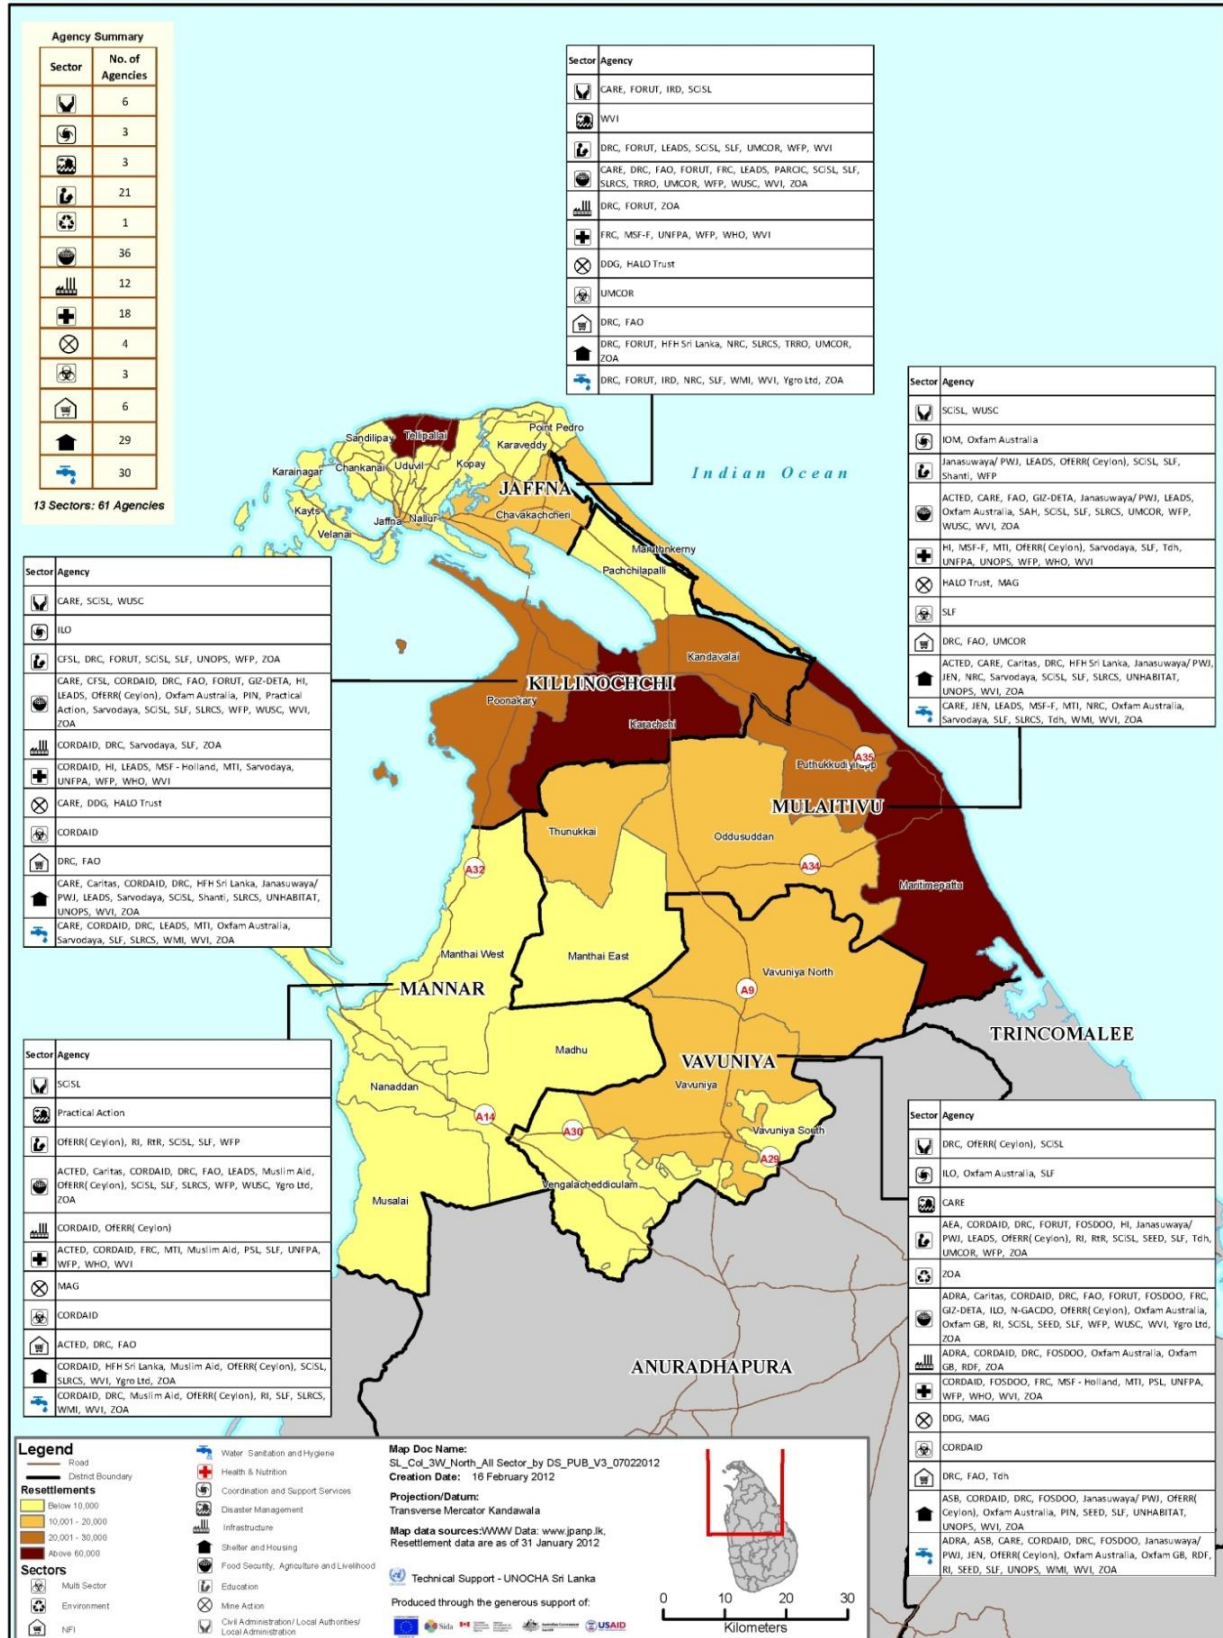 Agency Summary
Sector No. of Agencies
6
3
3
21
1
36
12
18
4
3
6
29
30
13 Sectors: 61 Agencies
Sector Agency
CARE, FORUT, IRD, SCiSL
WVI
DRC, FORUT, LEADS, SCiSL, SLF, UMCOR, WFP, WVI
CARE, DRC, FAO, FORUT, FRC, LEADS, PARCIC, SCiSL, SLF,
SLRCS, TRRO, UMCOR, WFP, WUSC, WVI, ZOA
DRC, FORUT, ZOA
FRC, MSF-F, UNFPA, WFP, WHO, WVI
DDG, HALO Trust
UMCOR
DRC, FAO
DRC, FORUT, HFH Sri Lanka, NRC, SLRCS, TRRO, UMCOR,
ZOA
DRC, FORUT, IRD, NRC, SLF, WMI, WVI, Ygro Ltd, ZOA
Sector Agency
SCiSL, WUSC
IOM, Oxfam Australia
Janasuwaya/ PWJ, LEADS, OfERR( Ceylon), SCiSL, SLF,
Shanti, WFP
ACTED, CARE, FAO, GIZ-DETA, Janasuwaya/ PWJ, LEADS,
Oxfam Australia, SAH, SCiSL, SLF, SLRCS, UMCOR, WFP,
WUSC, WVI, ZOA
HI, MSF-F, MTI, OfERR( Ceylon), Sarvodaya, SLF, Tdh,
UNFPA, UNOPS, WFP, WHO, WVI
HALO Trust, MAG
SLF
DRC, FAO, UMCOR
ACTED, CARE, Caritas, DRC, HFH Sri Lanka, Janasuwaya/ PWJ,
JEN, NRC, Sarvodaya, SCiSL, SLF, SLRCS, UNHABITAT,
UNOPS, WVI, ZOA
CARE, JEN, LEADS, MSF-F, MTI, NRC, Oxfam Australia,
Sarvodaya, SLF, SLRCS, Tdh, WMI, WVI, ZOA
Indian Ocean
Point Pedro
Sandilipay
Tellipallai
Karaveddy
Karainagar
Chankanai
Uduvil
Kopay
JAFFNA
Kayts
Velanai
Jaffna
Nallur
Chavakachcheri
Maruthnkerny
Pachchilapalli
Sector Agency
CARE, SCiSL, WUSC
ILO
CFSL, DRC, FORUT, SCiSL, SLF, UNOPS, WFP, ZOA
CARE, CFSL, CORDAID, DRC, FAO, FORUT, GIZ-DETA, HI,
LEADS, OfERR( Ceylon), Oxfam Australia, PIN, Practical
Action, Sarvodaya, SCiSL, SLF, SLRCS, WFP, WUSC, WVI,
ZOA
CORDAID, DRC, Sarvodaya, SLF, ZOA
CORDAID, HI, LEADS, MSF - Holland, MTI, Sarvodaya,
UNFPA, WFP, WHO, WVI
CARE, DDG, HALO Trust
CORDAID
DRC, FAO
CARE, Caritas, CORDAID, DRC, HFH Sri Lanka, Janasuwaya/
PWJ, LEADS, Sarvodaya, SCiSL, Shanti, SLRCS, UNHABITAT,
UNOPS, WVI, ZOA
CARE, CORDAID, DRC, LEADS, MTI, Oxfam Australia,
Sarvodaya, SLF, SLRCS, WMI, WVI, ZOA
Kandavalai
KILLINOCHCHI
Poonakary
Karachchi
A35
MULAITIVU
Thunukkai
Oddusuddan
A34
A32
Maritimepattu
Manthai West
Manthai East
Vavuniya North
MANNAR
A9
TRINCOMALEE
Madhu
VAVUNIYA
Vavuniya
Nanaddan
A14
A30
Vavuniya South
A29
Vengalacheddiculam
Musalai
ANURADHAPURA
Sector Agency
SCiSL
Practical Action
OfERR( Ceylon), RI, RtR, SCiSL, SLF, WFP
ACTED, Caritas, CORDAID, DRC, FAO, LEADS, Muslim Aid,
OfERR( Ceylon), SCiSL, SLF, SLRCS, WFP, WUSC, Ygro Ltd,
ZOA
CORDAID, OfERR( Ceylon)
ACTED, CORDAID, FRC, MTI, Muslim Aid, PSL, SLF, UNFPA,
WFP, WHO, WVI
MAG
CORDAID
ACTED, DRC, FAO
CORDAID, HFH Sri Lanka, Muslim Aid, OfERR( Ceylon), SCiSL,
SLRCS, WVI, Ygro Ltd, ZOA
CORDAID, DRC, Muslim Aid, OfERR( Ceylon), RI, SLF, SLRCS,
WMI, WVI, ZOA
Sector Agency
DRC, OfERR( Ceylon), SCiSL
ILO, Oxfam Australia, SLF
CARE
AEA, CORDAID, DRC, FORUT, FOSDOO, HI, Janasuwaya/
PWJ, LEADS, OfERR( Ceylon), RI, RtR, SCiSL, SEED, SLF, Tdh,
UMCOR, WFP, ZOA
ZOA
ADRA, Caritas, CORDAID, DRC, FAO, FORUT, FOSDOO, FRC,
GIZ-DETA, ILO, N-GACDO, OfERR( Ceylon), Oxfam Australia,
Oxfam GB, RI, SCiSL, SEED, SLF, WFP, WUSC, WVI, Ygro Ltd,
ZOA
ADRA, CORDAID, DRC, FOSDOO, Oxfam Australia, Oxfam
GB, RDF, ZOA
CORDAID, FOSDOO, FRC, MSF - Holland, MTI, PSL, UNFPA,
WFP, WHO, WVI, ZOA
DDG, MAG
CORDAID
DRC, FAO, Tdh
ASB, CORDAID, DRC, FOSDOO, Janasuwaya/ PWJ, OfERR(
Ceylon), Oxfam Australia, PIN, SEED, SLF, UNHABITAT,
UNOPS, WVI, ZOA
ADRA, ASB, CARE, CORDAID, DRC, FOSDOO, Janasuwaya/
PWJ, JEN, OfERR( Ceylon), Oxfam Australia, Oxfam GB, RDF,
RI, SEED, SLF, UNOPS, WMI, WVI, ZOA
Legend
Road
District Boundary
Resettlements
Below 10,000
10,001 - 20,000
20,001 - 30,000
Above 60,000
Sectors
Multi Sector
Environment
NFI
Water Sanitation and Hygiene
Health & Nutrition
Coordination and Support Services
Disaster Management
Infrastructure
Shelter and Housing
Food Security, Agriculture and Livelihood
Education
Mine Action
Civil Administration/ Local Authorities/
Local Administration
Map Doc Name:
SL_Col_3W_North_All Sector_by DS_PUB_V3_07022012
Creation Date: 16 February 2012
Projection/Datum:
Transverse Mercator Kandawala
Map data sources:WWW Data: www.jpanp.lk,
Resettlement data are as of 31 January 2012
Technical Support - UNOCHA Sri Lanka
Produced through the generous support of:
Sida
USAID
0 10 20 30
Kilometers